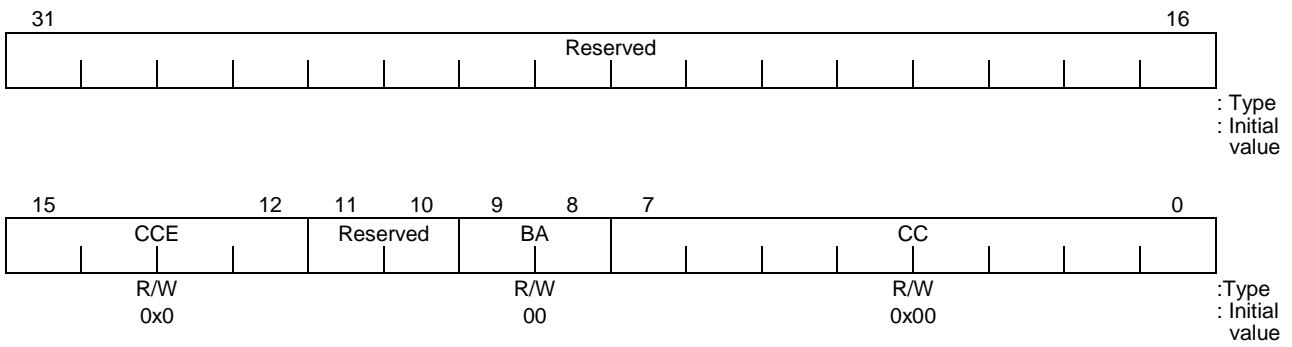 31 16
Reserved
: Type
: Initial
value
15 12 11 10 9 8 7 0
CCE Reserved BA CC
R/W R/W R/W :Type
0x0 00 0x00 : Initial
value